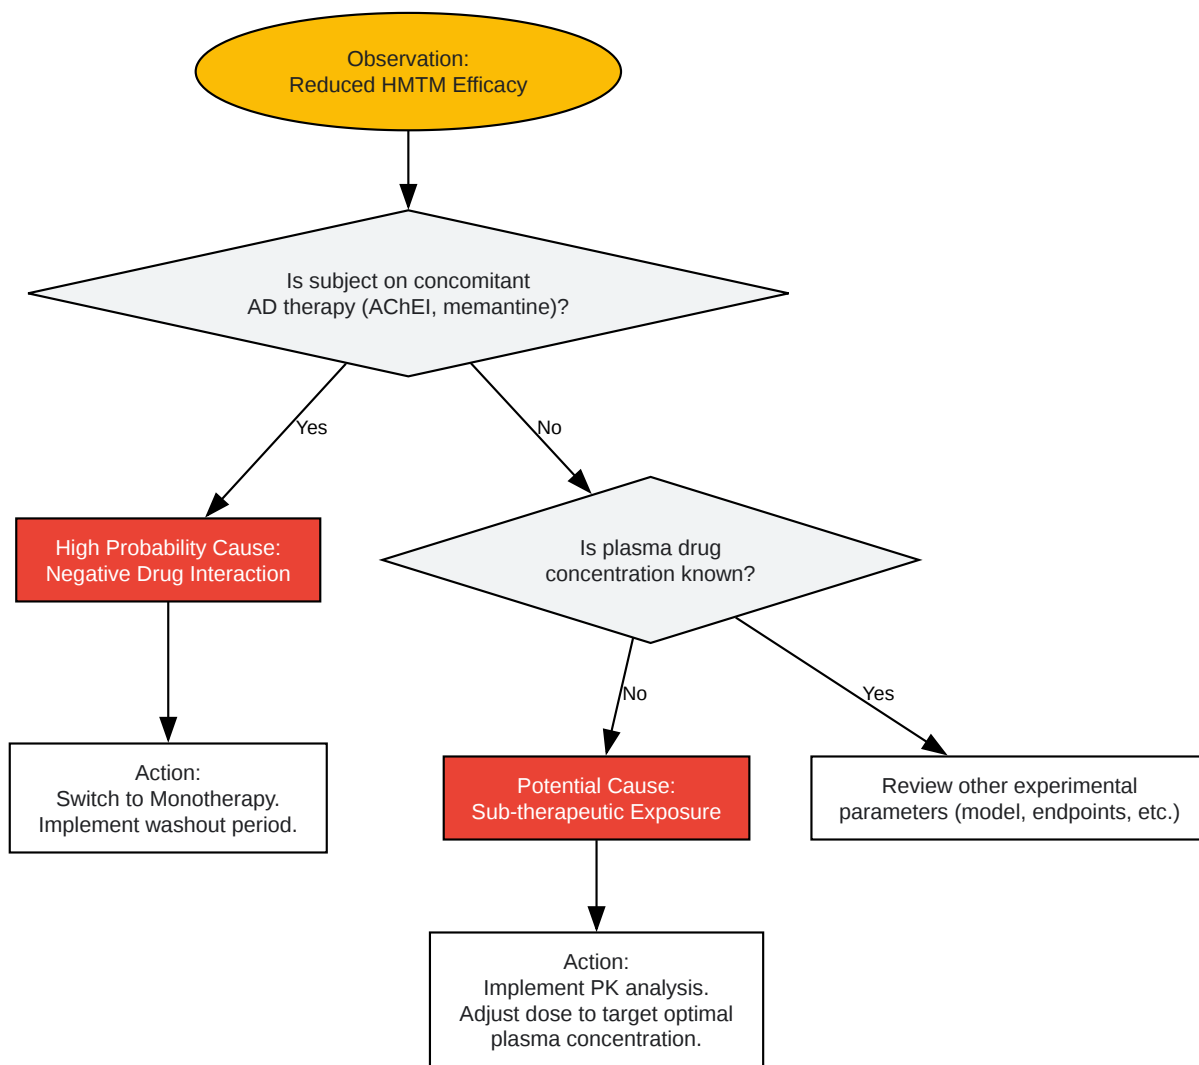 Observation:
Reduced HMTM Efficacy
Is subject on concomitant
AD therapy (AChEI, memantine)?
Yes
No
High Probability Cause:
Negative Drug Interaction
Is plasma drug
concentration known?
No
Yes
Action:
Switch to Monotherapy.
Implement washout period.
Potential Cause:
Sub-therapeutic Exposure
Review other experimental
parameters (model, endpoints, etc.)
Action:
Implement PK analysis.
Adjust dose to target optimal
plasma concentration.